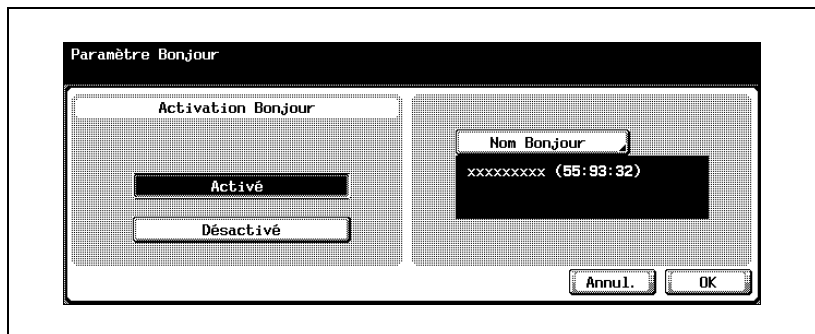 Paramètre Bonjour
Activation Bonjour
Activé
Désactivé
Nom Bonjour
xxxxxxxxx (55:93:32)
Annul.
OK